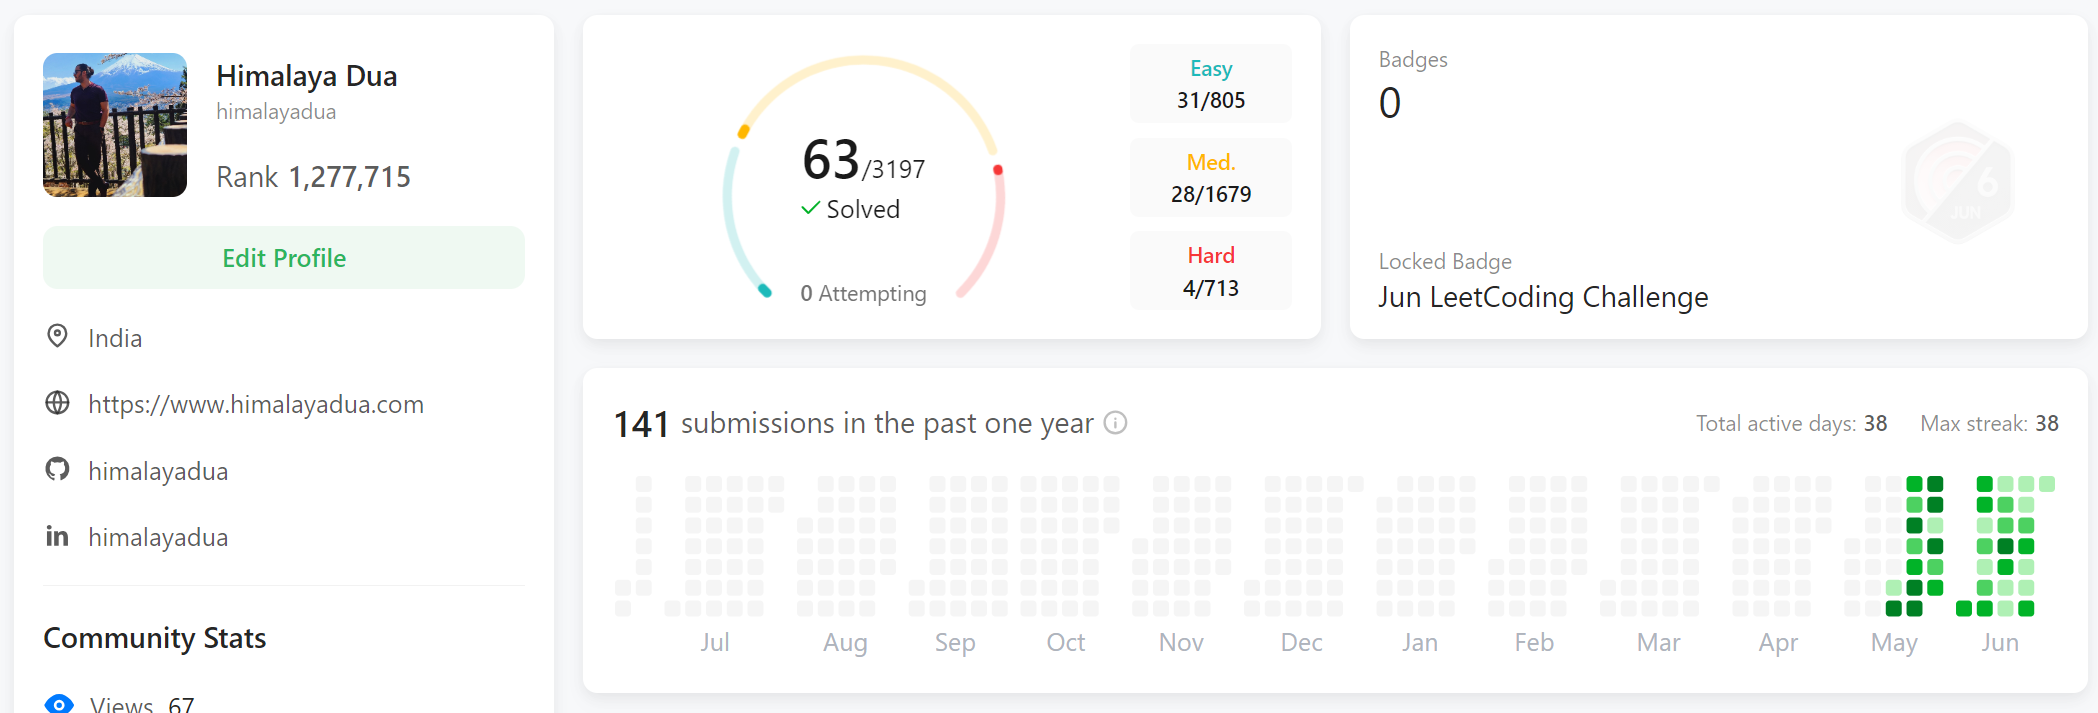 Himalaya Dua
himalayadua
Rank 1,277,715
Edit Profile
India
https://www.himalayadua.com
himalayadua
in himalayadua
Community Stats
Views 67
63/3197
Solved
0 Attempting
Easy
31/805
Med.
28/1679
Hard
4/713
Badges
0
6
JUN
Locked Badge
Jun LeetCoding Challenge
141 submissions in the past one year
Total active days: 38 Max streak: 38
Jul Aug Sep Oct Nov Dec Jan Feb Mar Apr May Jun